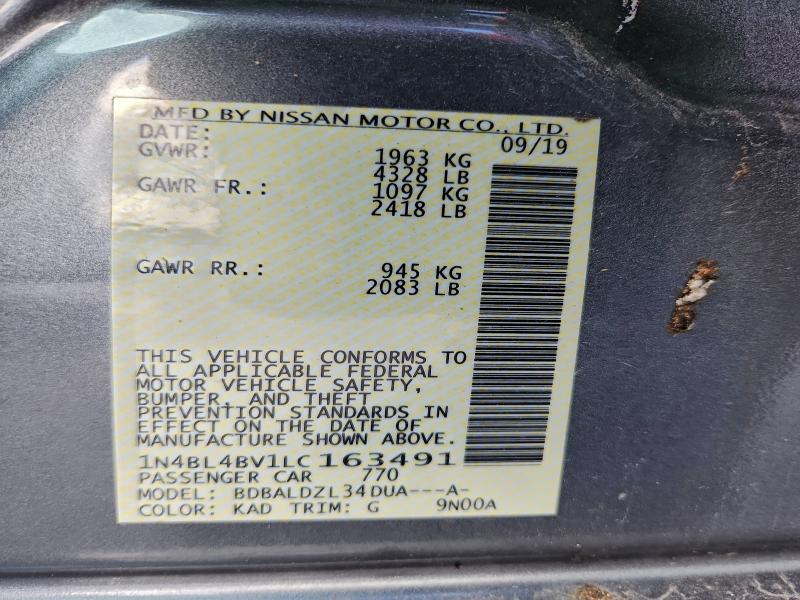 MFD BY NISSAN MOTOR CO., LTD.
DATE: 09/19
GVWR: 1963 KG
4328 LB
GAWR FR.: 1097 KG
2418 LB
GAWR RR.: 945 KG
2083 LB
THIS VEHICLE CONFORMS TO
ALL APPLICABLE FEDERAL
MOTOR VEHICLE SAFETY,
BUMPER, AND THEFT
PREVENTION STANDARDS IN
EFFECT ON THE DATE OF
MANUFACTURE SHOWN ABOVE.
1N4BL4BV1LC163491
PASSENGER CAR 770
MODEL: BDBALDZL34DUA---A-
COLOR: KAD TRIM: G 9N00A